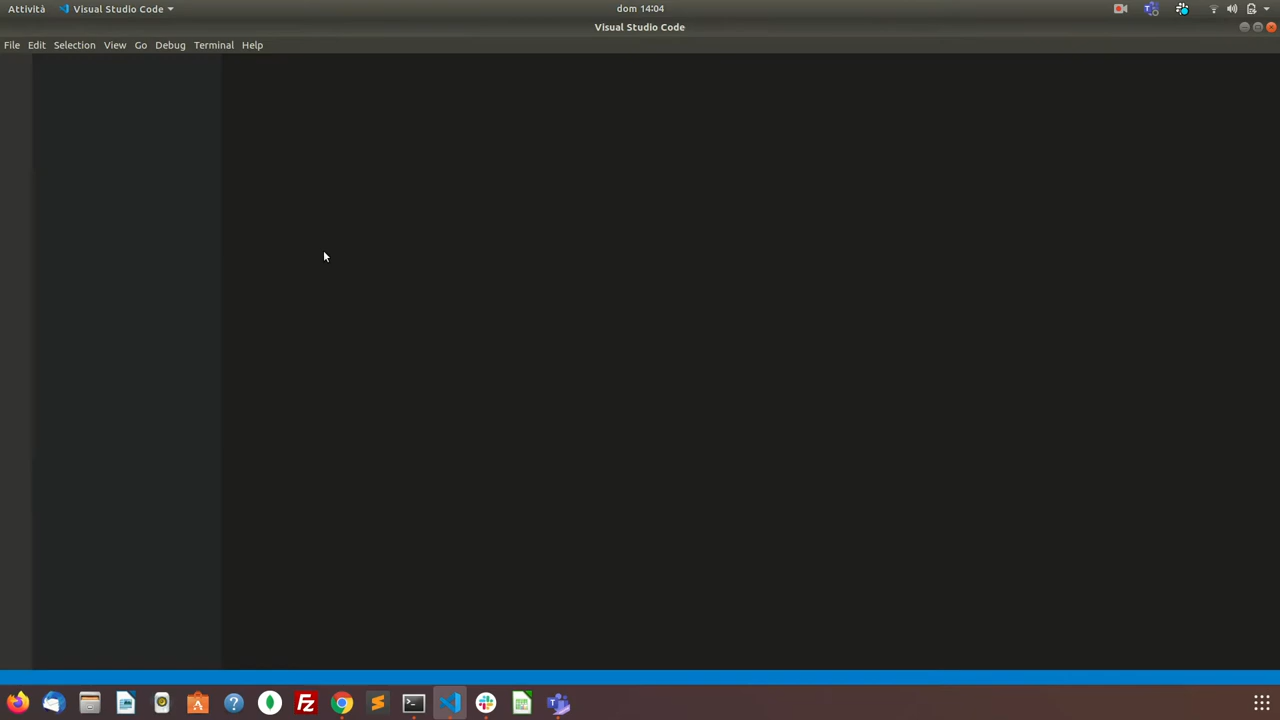 Attività Visual Studio Code dom 14:04
Visual Studio Code
File Edit Selection View Go Debug Terminal Help